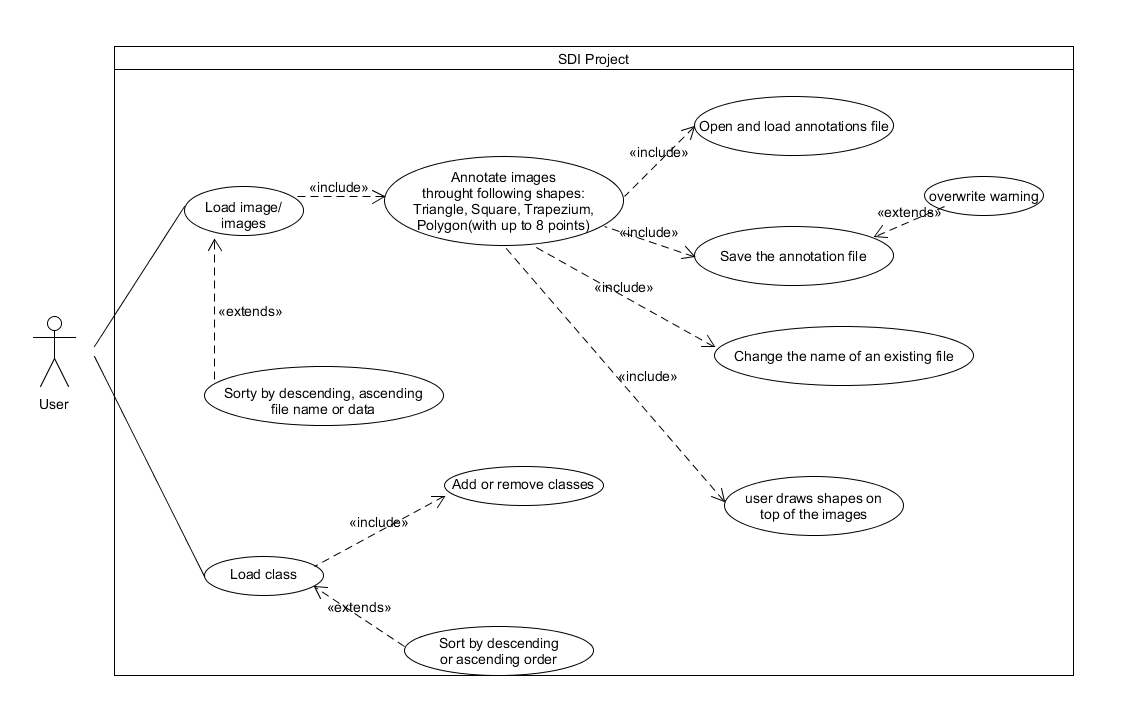 SDI Project
Open and load annotations file
«include»
Annotate images
throught following shapes:
Triangle, Square, Trapezium,
Polygon(with up to 8 points)
«include»
Load image/
images
overwrite warning
«extends»
«include»
Save the annotation file
«include»
«extends»
Change the name of an existing file
«include»
User
Sorty by descending, ascending
file name or data
Add or remove classes
user draws shapes on
top of the images
«include»
Load class
«extends»
Sort by descending
or ascending order